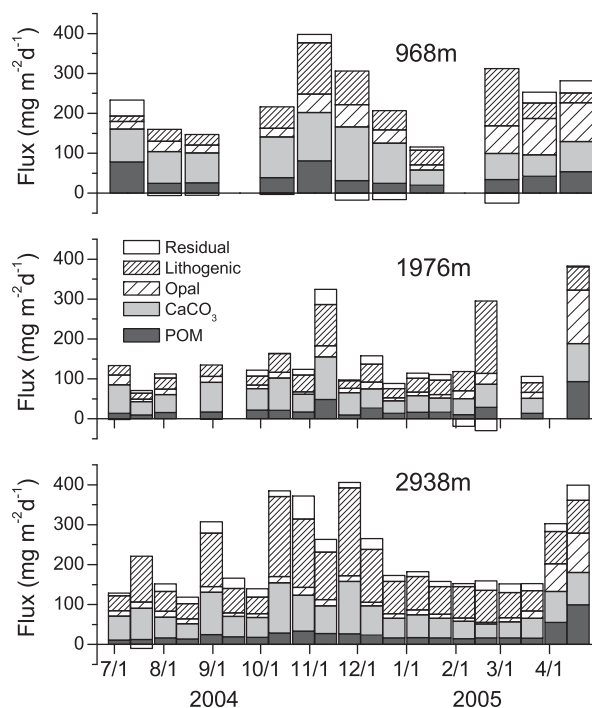 400
300
200
100
0
Flux (mg m⁻²d⁻¹)
968m
400
300
200
100
0
Flux (mg m⁻²d⁻¹)
1976m
Residual
Lithogenic
Opal
CaCO₃
POM
400
300
200
100
0
Flux (mg m⁻²d⁻¹)
2938m
7/1 8/1 9/1 10/1 11/1 12/1 1/1 2/1 3/1 4/1
2004 2005